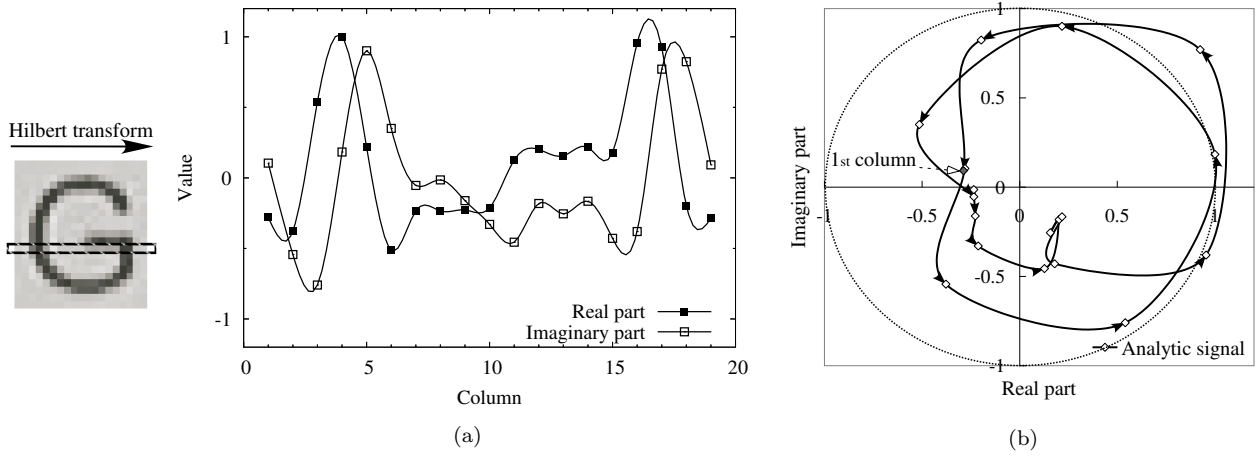 Hilbert transform
Value
1
0
-1
0
5
10
15
20
Column
Real part
Imaginary part
(a)
Imaginary part
1
0.5
0
-0.5
-1
-1
-0.5
0
0.5
1
1st column
Analytic signal
Real part
(b)
G